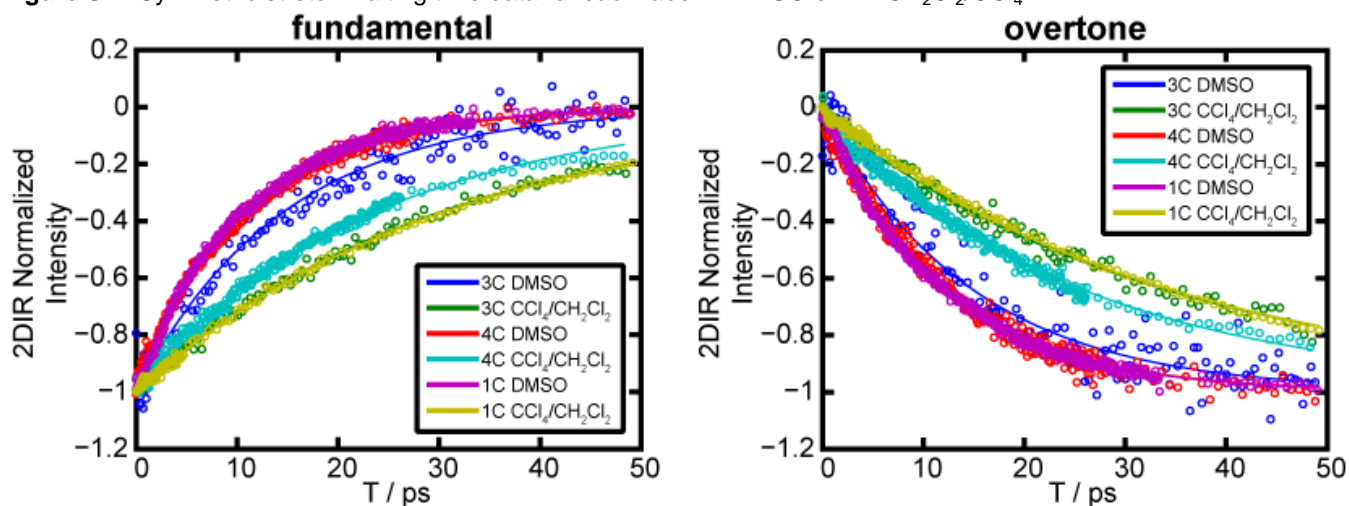 fundamental
0.2
0
−0.2
−0.4
−0.6
−0.8
−1
−1.2
2DIR Normalized
Intensity
3C DMSO
3C CCl₄/CH₂Cl₂
4C DMSO
4C CCl₄/CH₂Cl₂
1C DMSO
1C CCl₄/CH₂Cl₂
0 10 20 30 40 50
T / ps
overtone
0.2
0
−0.2
−0.4
−0.6
−0.8
−1
−1.2
2DIR Normalized
Intensity
3C DMSO
3C CCl₄/CH₂Cl₂
4C DMSO
4C CCl₄/CH₂Cl₂
1C DMSO
1C CCl₄/CH₂Cl₂
0 10 20 30 40 50
T / ps